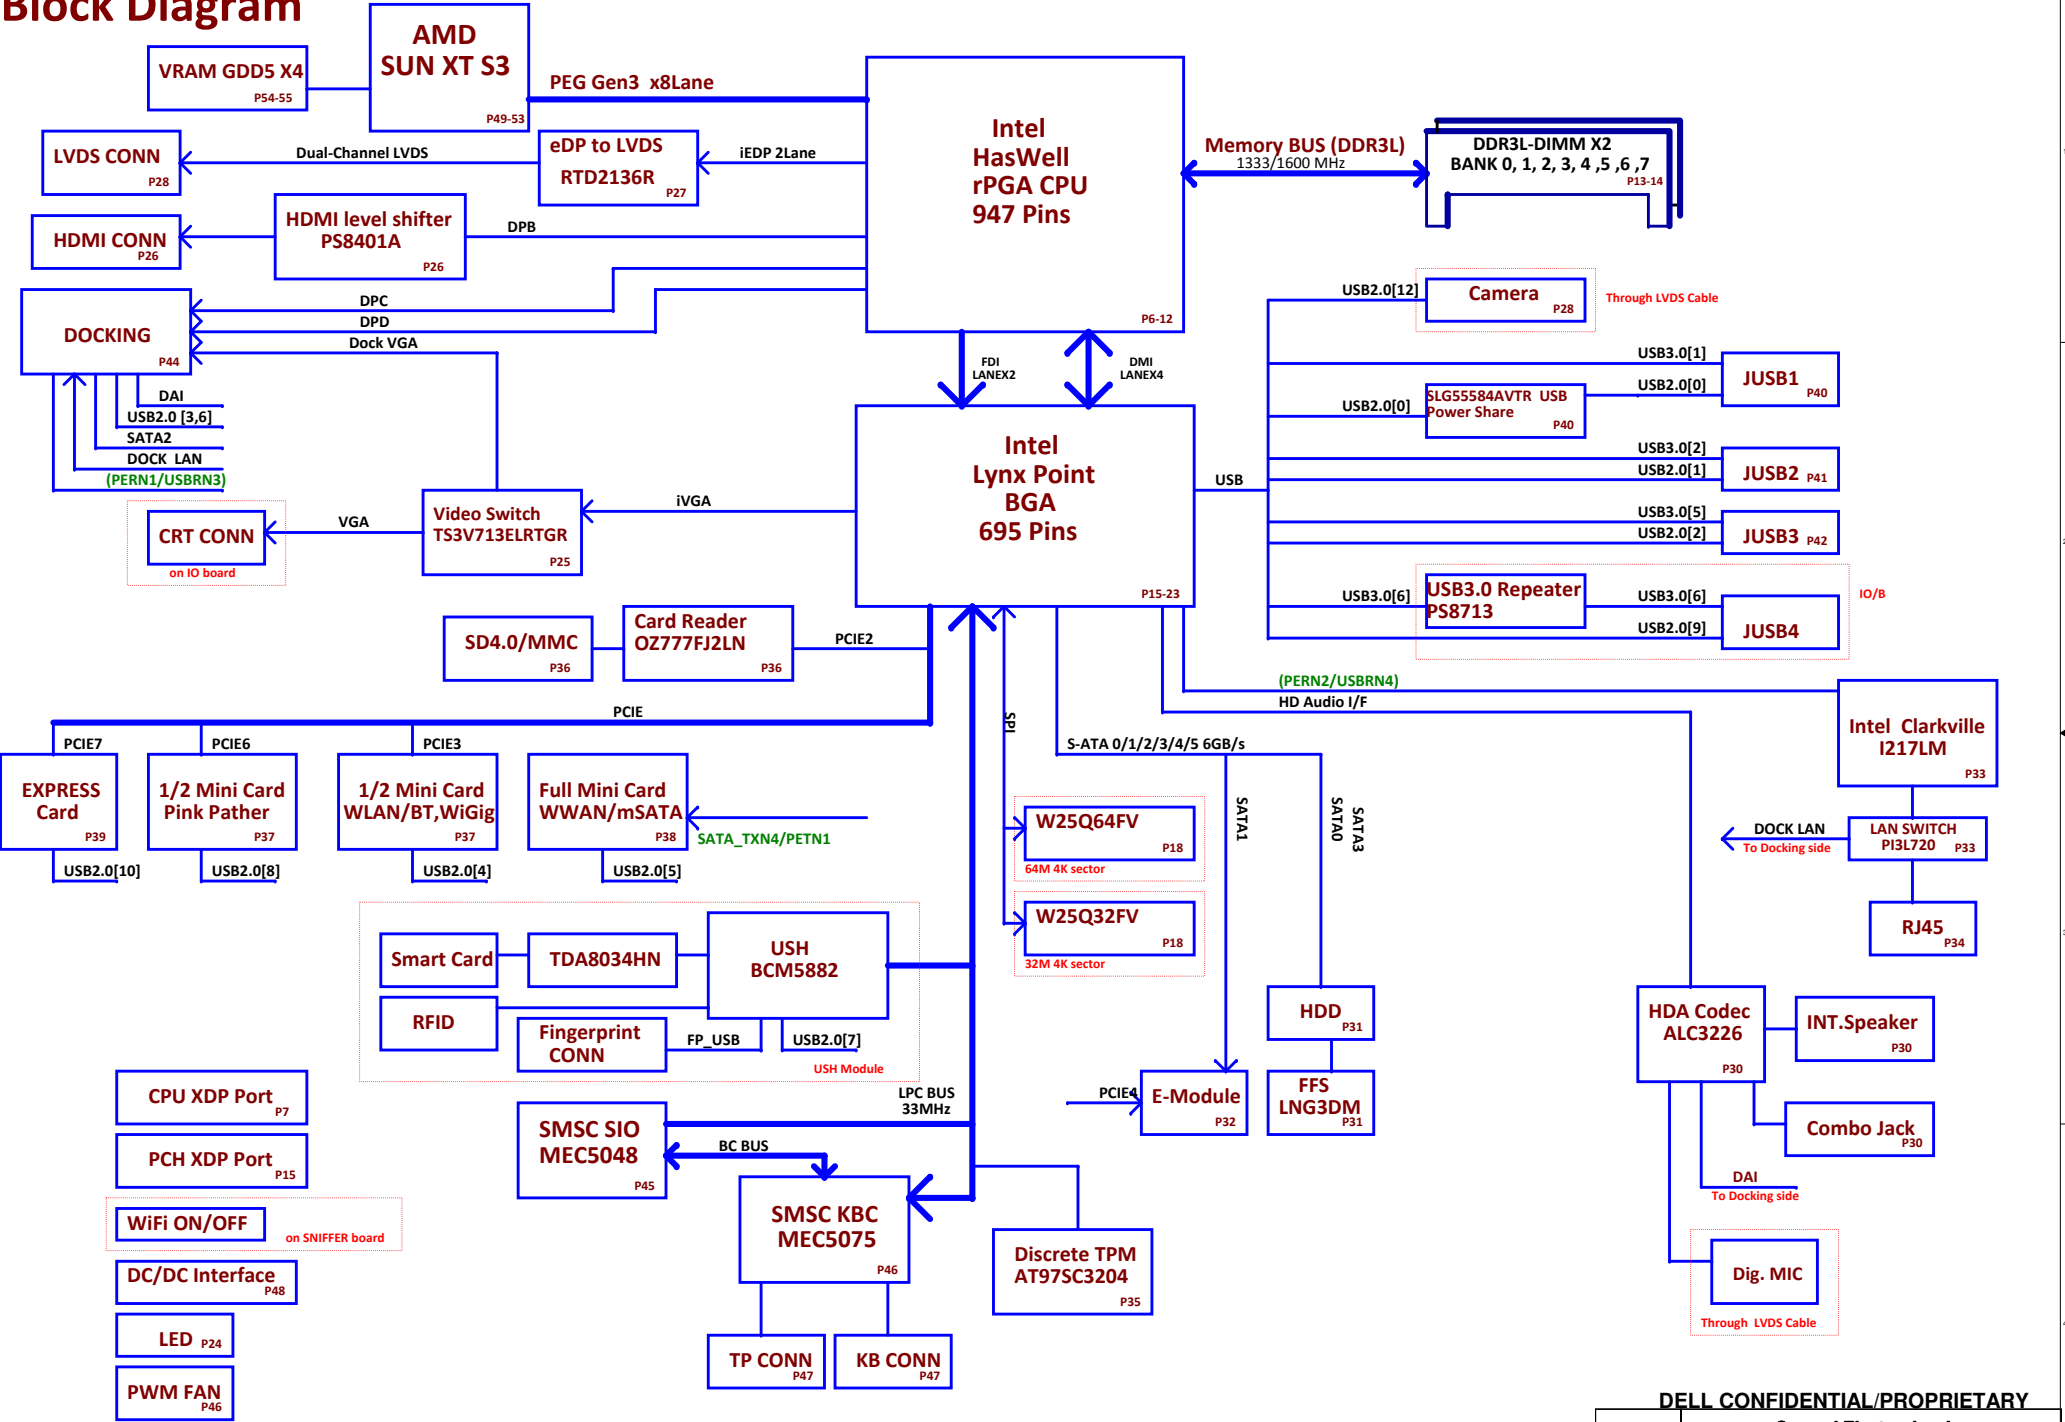 Block Diagram
AMD
SUN XT S3
P49-53
VRAM GDD5 X4
P54-55
PEG Gen3 x8Lane
Intel
HasWell
rPGA CPU
947 Pins
P6-12
Memory BUS (DDR3L)
1333/1600 MHz
DDR3L-DIMM X2
BANK 0, 1, 2, 3, 4 ,5 ,6 ,7
P13-14
LVDS CONN
P28
Dual-Channel LVDS
eDP to LVDS
RTD2136R
P27
iEDP 2Lane
HDMI CONN
P26
HDMI level shifter
PS8401A
P26
DPB
DOCKING
P44
DPC
DPD
Dock VGA
DAI
USB2.0 [3,6]
SATA2
DOCK LAN
(PERN1/USBRN3)
FDI
LANEX2
DMI
LANEX4
CRT CONN
on IO board
VGA
Video Switch
TS3V713ELRTGR
P25
iVGA
Intel
Lynx Point
BGA
695 Pins
P15-23
USB
USB2.0[12]
Camera
P28
Through LVDS Cable
USB3.0[1]
USB2.0[0]
JUSB1
P40
USB2.0[0]
SLG55584AVTR USB
Power Share
P40
USB3.0[2]
USB2.0[1]
JUSB2 P41
USB3.0[5]
USB2.0[2]
JUSB3 P42
USB3.0[6]
USB3.0 Repeater
PS8713
USB3.0[6]
USB2.0[9]
JUSB4
IO/B
SD4.0/MMC
P36
Card Reader
OZ777FJ2LN
P36
PCIE2
PCIE
PCIE7
PCIE6
PCIE3
EXPRESS
Card
P39
1/2 Mini Card
Pink Pather
P37
1/2 Mini Card
WLAN/BT,WiGig
P37
Full Mini Card
WWAN/mSATA
P38
SATA_TXN4/PETN1
USB2.0[10]
USB2.0[8]
USB2.0[4]
USB2.0[5]
SPI
S-ATA 0/1/2/3/4/5 6GB/s
SATA1
SATA0
SATA3
(PERN2/USBRN4)
HD Audio I/F
Intel Clarkville
I217LM
P33
DOCK LAN
To Docking side
LAN SWITCH
PI3L720 P33
RJ45
P34
W25Q64FV
P18
64M 4K sector
W25Q32FV
P18
32M 4K sector
Smart Card
TDA8034HN
USH
BCM5882
RFID
Fingerprint
CONN
FP_USB
USB2.0[7]
USH Module
HDD
P31
FFS
LNG3DM
P31
PCIE4
E-Module
P32
HDA Codec
ALC3226
P30
INT.Speaker
P30
Combo Jack
P30
DAI
To Docking side
Dig. MIC
Through LVDS Cable
LPC BUS
33MHz
SMSC SIO
MEC5048
P45
BC BUS
SMSC KBC
MEC5075
P46
Discrete TPM
AT97SC3204
P35
TP CONN
P47
KB CONN
P47
CPU XDP Port
P7
PCH XDP Port
P15
WiFi ON/OFF
on SNIFFER board
DC/DC Interface
P48
LED P24
PWM FAN
P46
DELL CONFIDENTIAL/PROPRIETARY